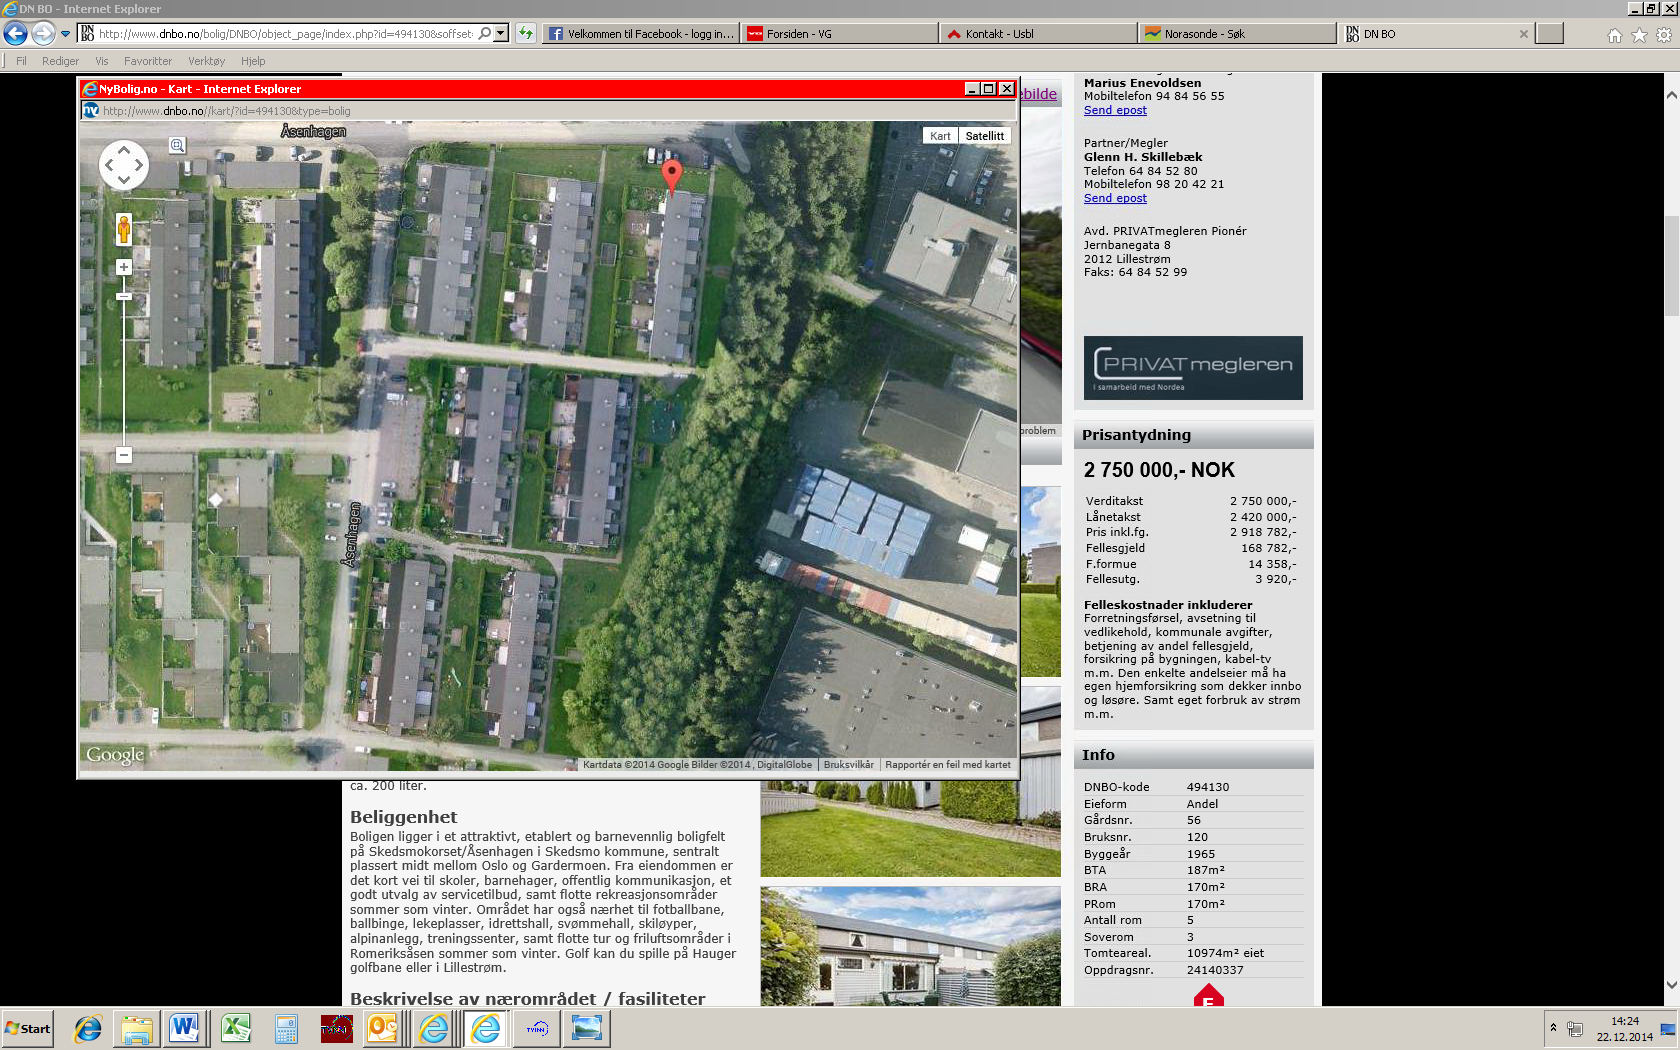 DN BO - Internet Explorer
http://www.dnbo.no/bolig/DNBO/object_page/index.php?id=494130&soffset=
DN BO
Velkommen til Facebook - logg in...
Forsiden - VG
Kontakt - Usbl
Norasonde - Søk
DN BO
DN BO
Fil Rediger Vis Favoritter Verktøy Hjelp
NyBolig.no - Kart - Internet Explorer
ny
http://www.dnbo.no//kart/?id=494130&type=bolig
Åsenhagen
Kart Satellitt
Åsenhagen
Google
Kartdata ©2014 Google Bilder ©2014 , DigitalGlobe Bruksvilkår Rapportér en feil med kartet
ebilde
problem
ca. 200 liter.
Beliggenhet
Boligen ligger i et attraktivt, etablert og barnevennlig boligfelt
på Skedsmokorset/Åsenhagen i Skedsmo kommune, sentralt
plassert midt mellom Oslo og Gardermoen. Fra eiendommen er
det kort vei til skoler, barnehager, offentlig kommunikasjon, et
godt utvalg av servicetilbud, samt flotte rekreasjonsområder
sommer som vinter. Området har også nærhet til fotballbane,
ballbinge, lekeplasser, idrettshall, svømmehall, skiløyper,
alpinanlegg, treningssenter, samt flotte tur og friluftsområder i
Romeriksåsen sommer som vinter. Golf kan du spille på Hauger
golfbane eller i Lillestrøm.
Beskrivelse av nærområdet / fasiliteter
Marius Enevoldsen
Mobiltelefon 94 84 56 55
Send epost
Partner/Megler
Glenn H. Skillebæk
Telefon 64 84 52 80
Mobiltelefon 98 20 42 21
Send epost
Avd. PRIVATmegleren Pionér
Jernbanegata 8
2012 Lillestrøm
Faks: 64 84 52 99
PRIVATmegleren
I samarbeid med Nordea
Prisantydning
2 750 000,- NOK
Verditakst 2 750 000,-
Lånetakst 2 420 000,-
Pris inkl.fg. 2 918 782,-
Fellesgjeld 168 782,-
F.formue 14 358,-
Fellesutg. 3 920,-
Felleskostnader inkluderer
Forretningsførsel, avsetning til
vedlikehold, kommunale avgifter,
betjening av andel fellesgjeld,
forsikring på bygningen, kabel-tv
m.m. Den enkelte andelseier må ha
egen hjemforsikring som dekker innbo
og løsøre. Samt eget forbruk av strøm
m.m.
Info
DNBO-kode 494130
Eieform Andel
Gårdsnr. 56
Bruksnr. 120
Byggeår 1965
BTA 187m²
BRA 170m²
PRom 170m²
Antall rom 5
Soverom 3
Tomteareal. 10974m² eiet
Oppdragsnr. 24140337
Start
TVINN
14:24
22.12.2014